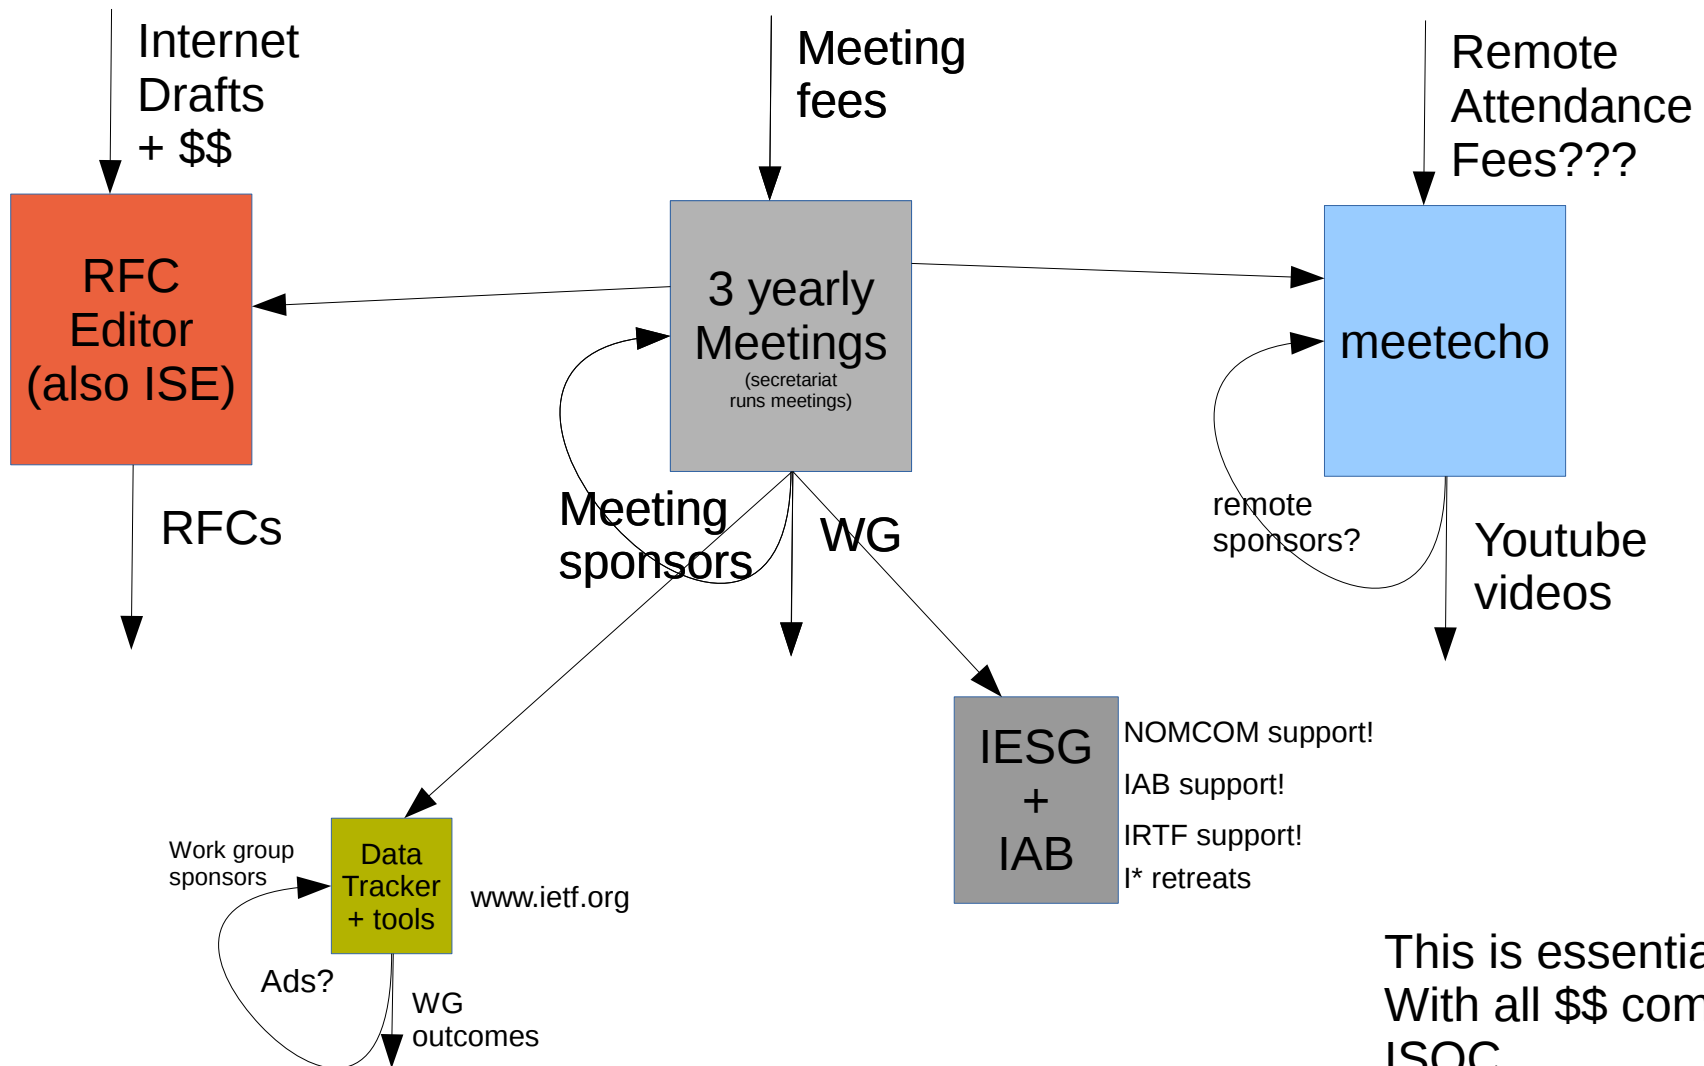 Internet
Drafts
+ $$
Meeting
fees
Remote
Attendance
Fees???
RFC
Editor
(also ISE)
3 yearly
Meetings
(secretariat
runs meetings)
meetecho
RFCs
Meeting
sponsors
WG
remote
sponsors?
Youtube
videos
IESG
+
IAB
NOMCOM support!
IAB support!
IRTF support!
I* retreats
Work group
sponsors
Data
Tracker
+ tools
www.ietf.org
Ads?
WG
outcomes
This is
With all $$
ISOC